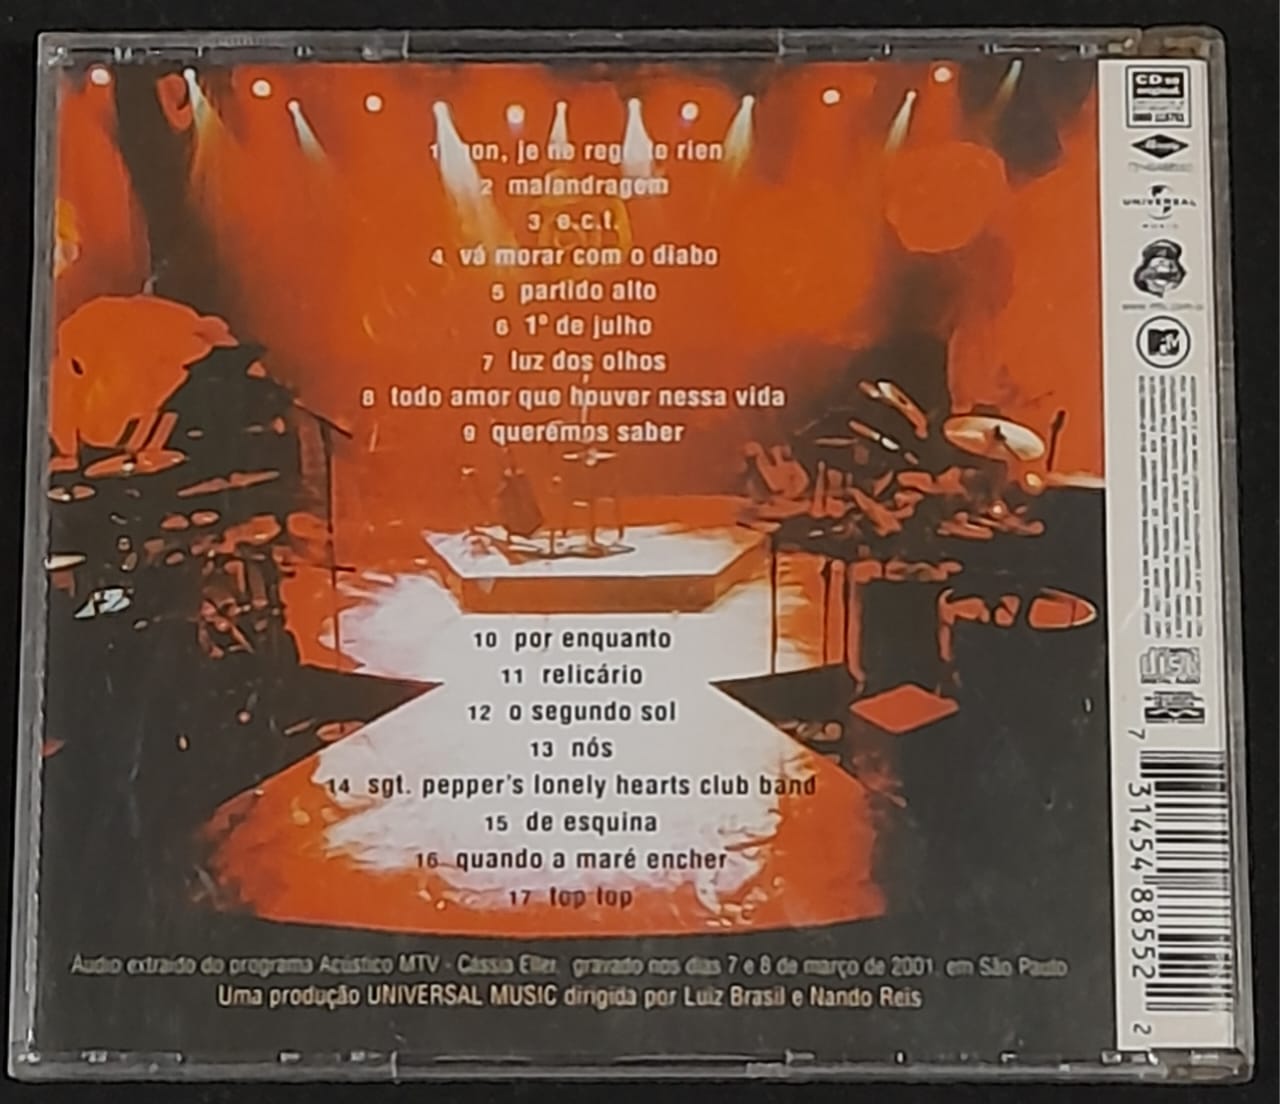 1 non, je ne regrette rien
2 malandragem
3 e.c.t.
4 vá morar com o diabo
5 partido alto
6 1º de julho
7 luz dos olhos
8 todo amor que houver nessa vida
9 queremos saber
10 por enquanto
11 relicário
12 o segundo sol
13 nós
14 sgt. pepper's lonely hearts club band
15 de esquina
16 quando a maré encher
17 top top
Áudio extraído do programa Acústico MTV - Cássia Eller, gravado nos dias 7 e 8 de março de 2001, em São Paulo
Uma produção UNIVERSAL MUSIC dirigida por Luiz Brasil e Nando Reis
CD só
original
UNIVERSAL
MUSIC
MTV
7 31454 88552 2